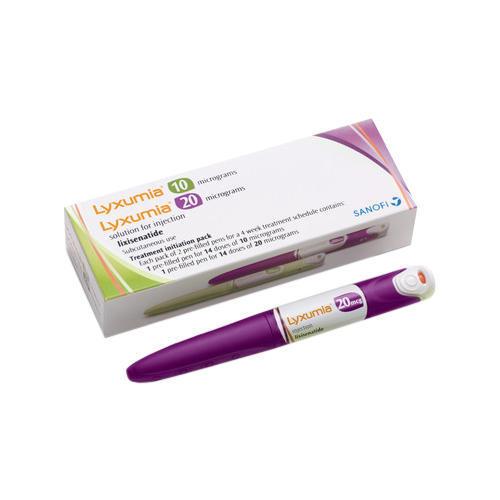 Lyxumia® 10 micrograms
Lyxumia® 20 micrograms
solution for injection
lixisenatide
Subcutaneous use
Treatment initiation pack
Each pack of 2 pre-filled pens for a 4 week treatment schedule contains:
1 pre-filled pen for 14 doses of 10 micrograms
1 pre-filled pen for 14 doses of 20 micrograms
SANOFI
Lyxumia® 20 mcg
injection
lixisenatide